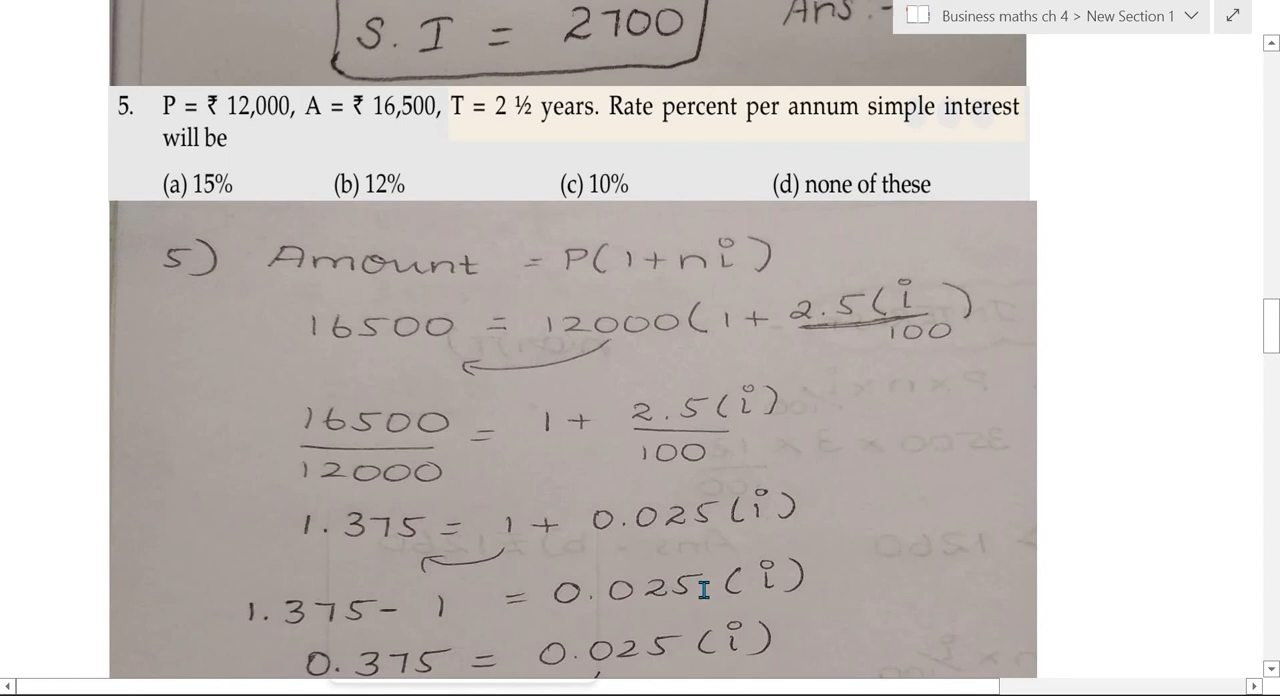 S. I = 2700 Ans :-
Business maths ch 4 > New Section 1
5. P = ₹ 12,000, A = ₹ 16,500, T = 2 ½ years. Rate percent per annum simple interest
will be
(a) 15% (b) 12% (c) 10% (d) none of these
5) Amount = P(1+ni)
16500 = 12000(1+ 2.5(i/100)
16500/12000 = 1+ 2.5(i)/100
1.375 = 1+ 0.025(i)
1.375- 1 = 0.025(i)
0.375 = 0.025(i)